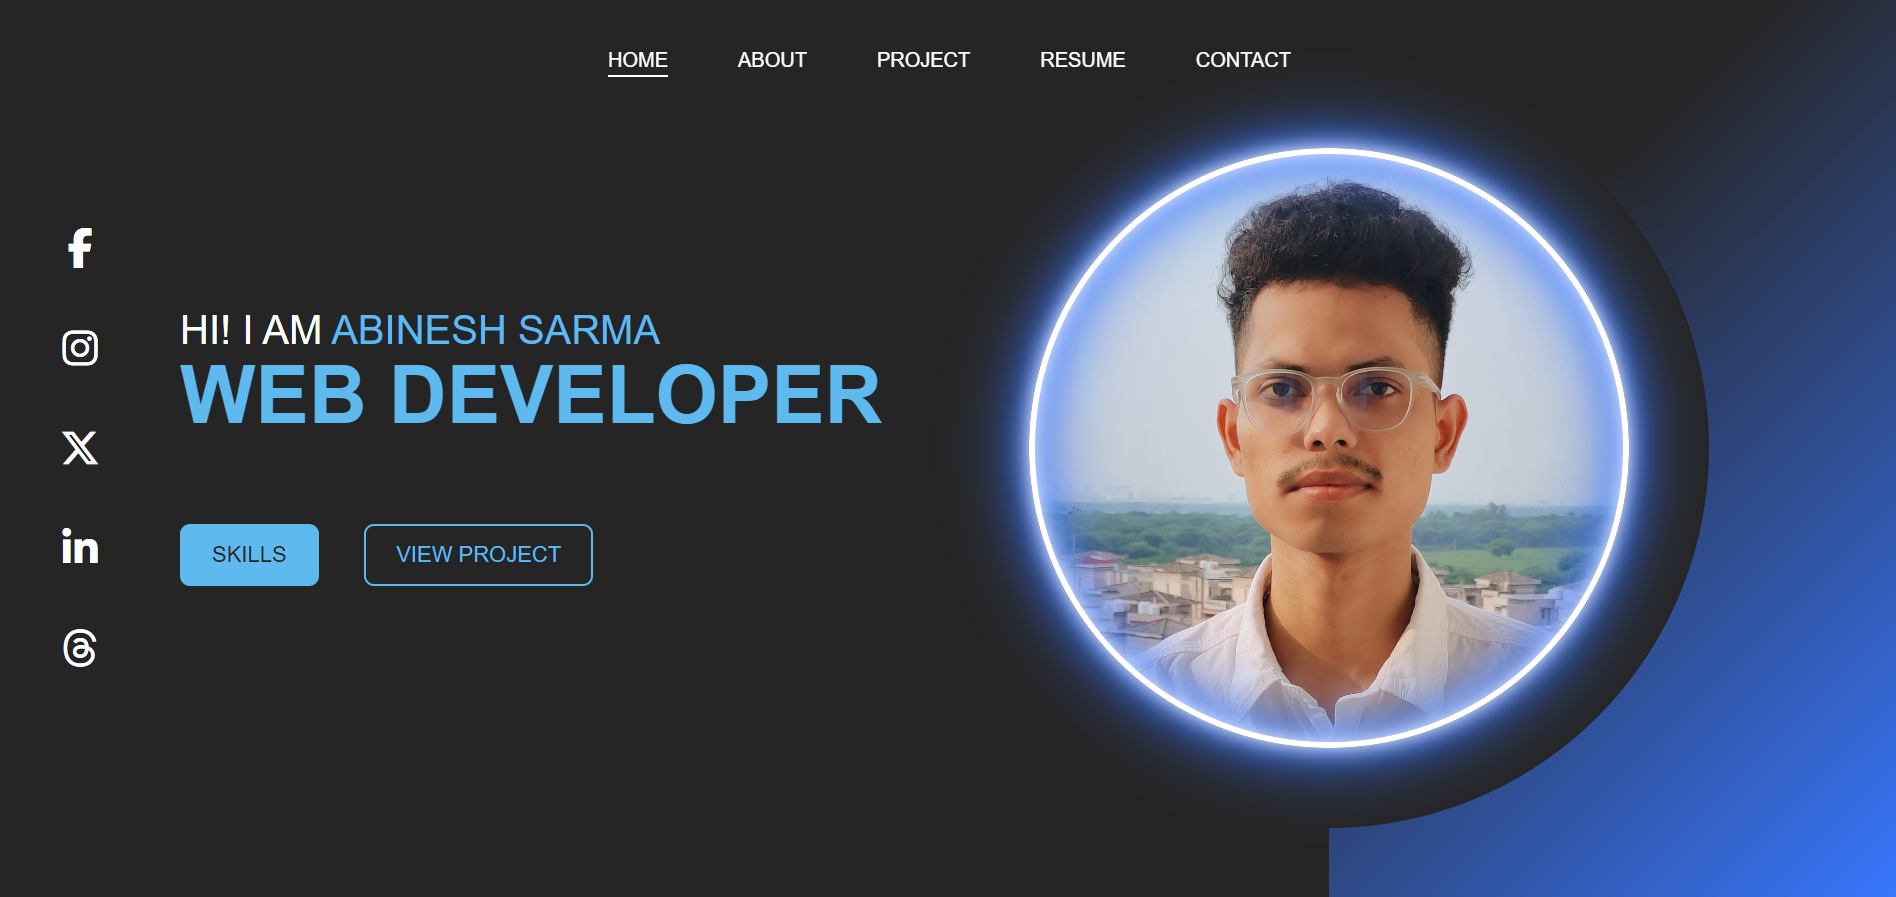 HOME ABOUT PROJECT RESUME CONTACT
HI! I AM ABINESH SARMA
WEB DEVELOPER
SKILLS VIEW PROJECT